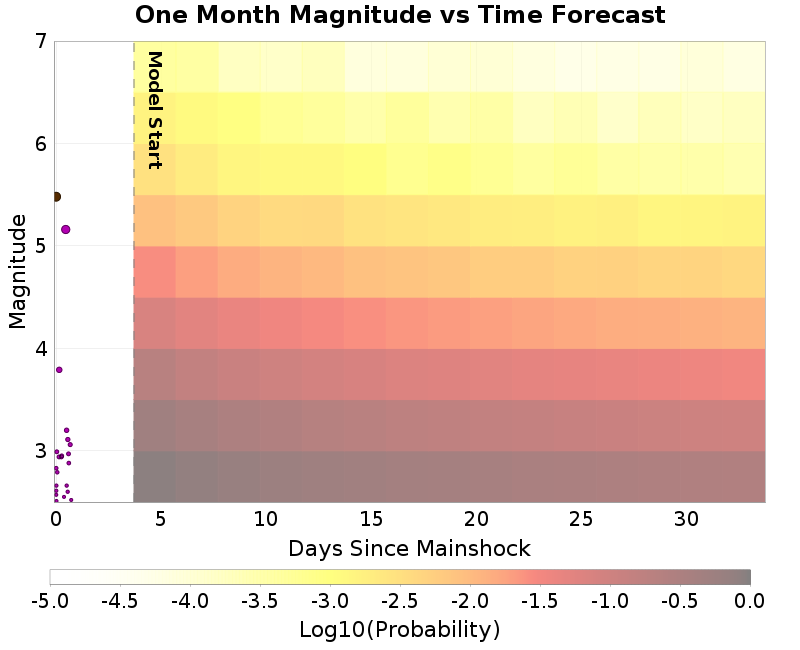 One Month Magnitude vs Time Forecast
7
6
5
4
3
Magnitude
Model Start
0 5 10 15 20 25 30
Days Since Mainshock
-5.0 -4.5 -4.0 -3.5 -3.0 -2.5 -2.0 -1.5 -1.0 -0.5 0.0
Log10(Probability)